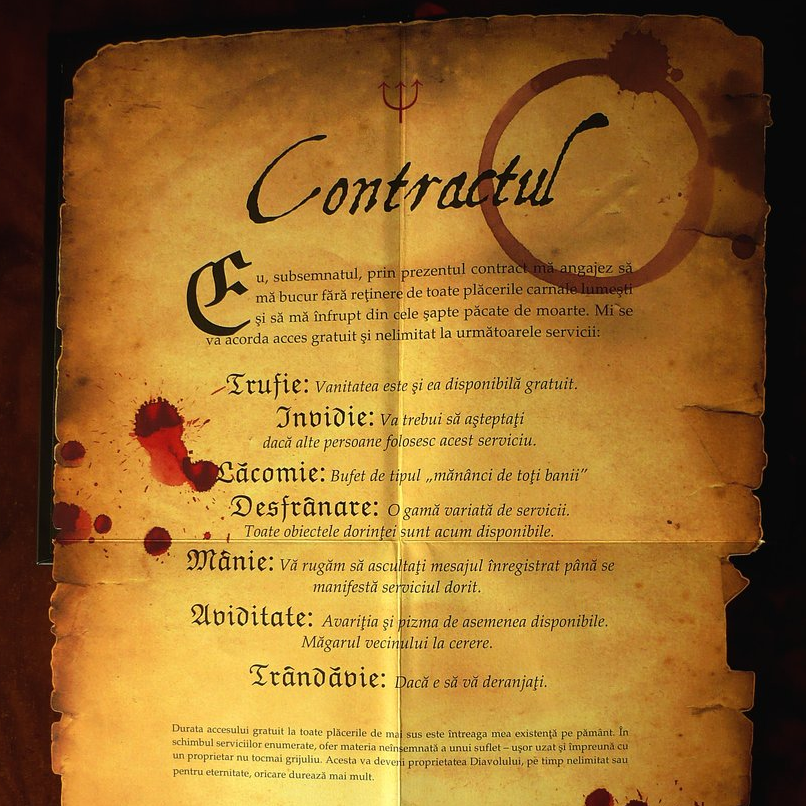 Contractul
Eu, subsemnatul, prin prezentul contract mă angajez să
mă bucur fără reţinere de toate plăcerile carnale lumeşti
şi să mă înfrupt din cele şapte păcate de moarte. Mi se
va acorda acces gratuit şi nelimitat la următoarele servicii:
Trufie: Vanitatea este şi ea disponibilă gratuit.
Invidie: Va trebui să aşteptaţi
dacă alte persoane folosesc acest serviciu.
Lăcomie: Bufet de tipul „mănânci de toţi banii”
Desfrânare: O gamă variată de servicii.
Toate obiectele dorinţei sunt acum disponibile.
Mânie: Vă rugăm să ascultaţi mesajul înregistrat până se
manifestă serviciul dorit.
Aviditate: Avariţia şi pizma de asemenea disponibile.
Măgarul vecinului la cerere.
Trândăvie: Dacă e să vă deranjaţi.
Durata accesului gratuit la toate plăcerile de mai sus este întreaga mea existenţă pe pământ. În
schimbul serviciilor enumerate, ofer materia neînsemnată a unui suflet – uşor uzat şi împreună cu
un proprietar nu tocmai grijuliu. Acesta va deveni proprietatea Diavolului, pe timp nelimitat sau
pentru eternitate, oricare durează mai mult.